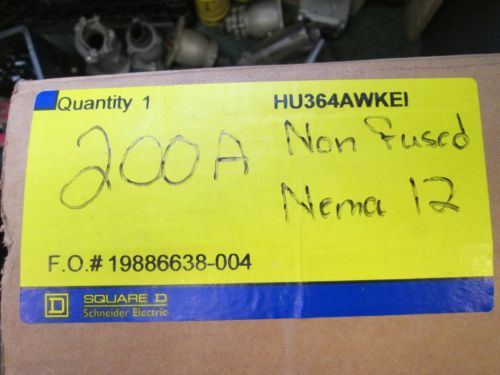 Quantity 1 HU364AWKEI
200A Non Fused
Nema 12
F.O.# 19886638-004
D SQUARE D
Schneider Electric